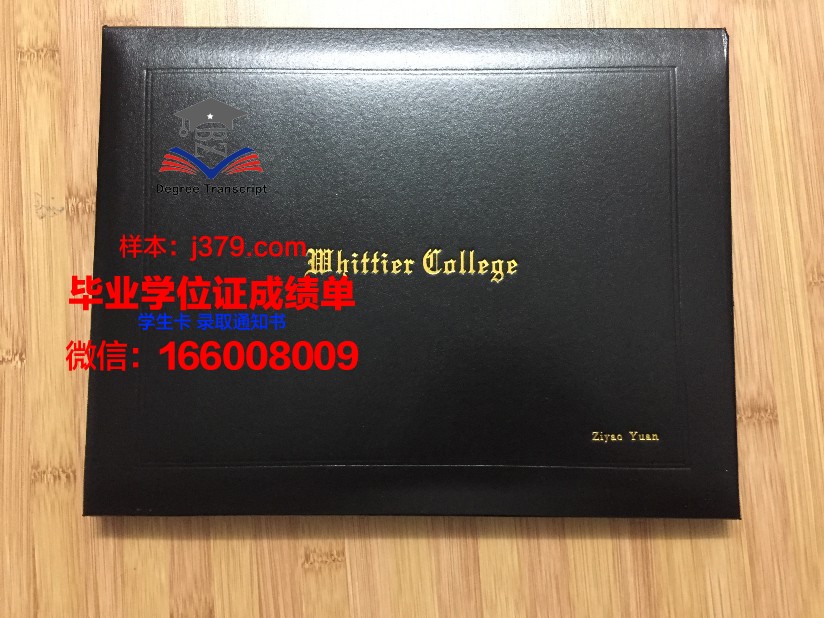 Degree Transcript
样本：j379.com
Whittier College
毕业学位证成绩单
学生卡 录取通知书
微信：166008009
Ziyao Yuan